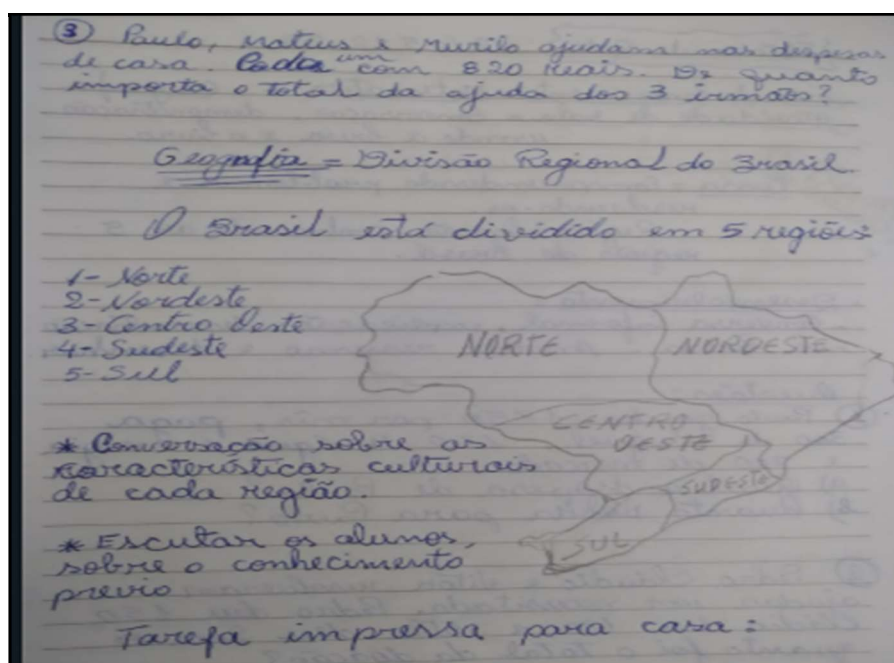 ③ Paulo, Mateus e Murilo ajudam nas despesas
de casa. Cada um com 820 reais. De quanto
importa o total da ajuda dos 3 irmãos?
Geografia = Divisão Regional do Brasil.
O Brasil está dividido em 5 regiões:
1- Norte
2- Nordeste
3- Centro Oeste
4- Sudeste
5- Sul
NORTE NORDESTE
CENTRO
OESTE
SUDESTE
SUL
* Conversação sobre as
características culturais
de cada região.
* Escutar os alunos,
sobre o conhecimento
previo
Tarefa impressa para casa: